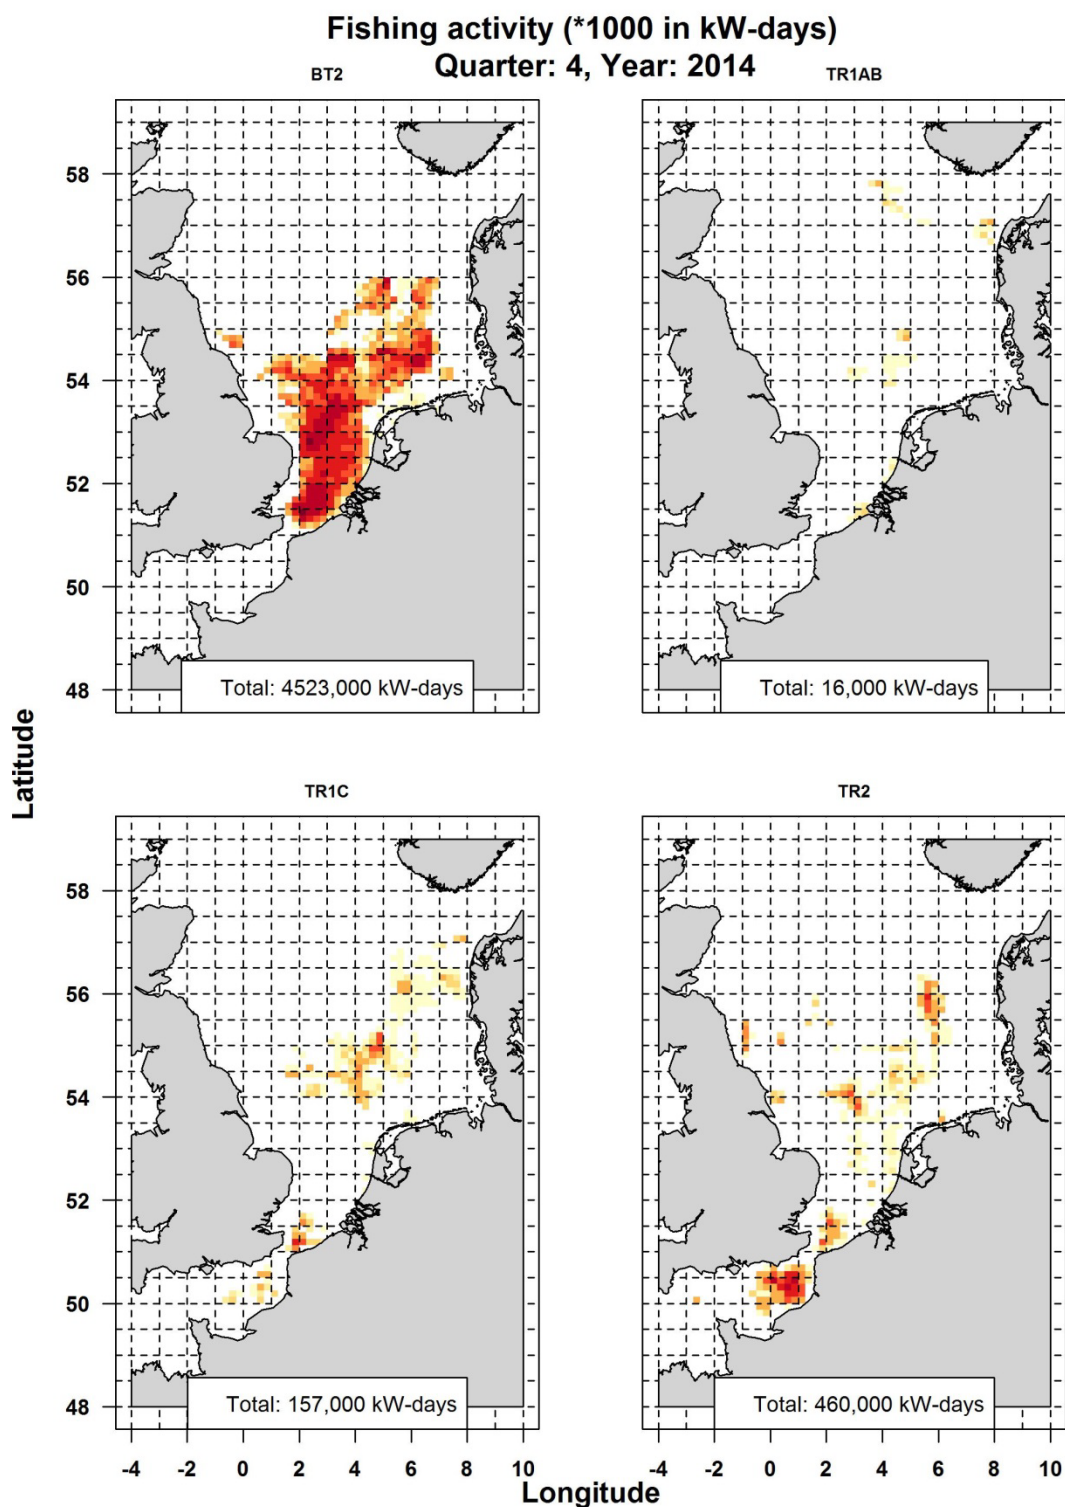 Fishing activity (*1000 in kW-days)
Quarter: 4, Year: 2014
BT2
TR1AB
58
56
54
52
50
48
Total: 4523,000 kW-days
Total: 16,000 kW-days
Latitude
TR1C
TR2
58
56
54
52
50
48
Total: 157,000 kW-days
Total: 460,000 kW-days
-4 -2 0 2 4 6 8 10
-4 -2 0 2 4 6 8 10
Longitude